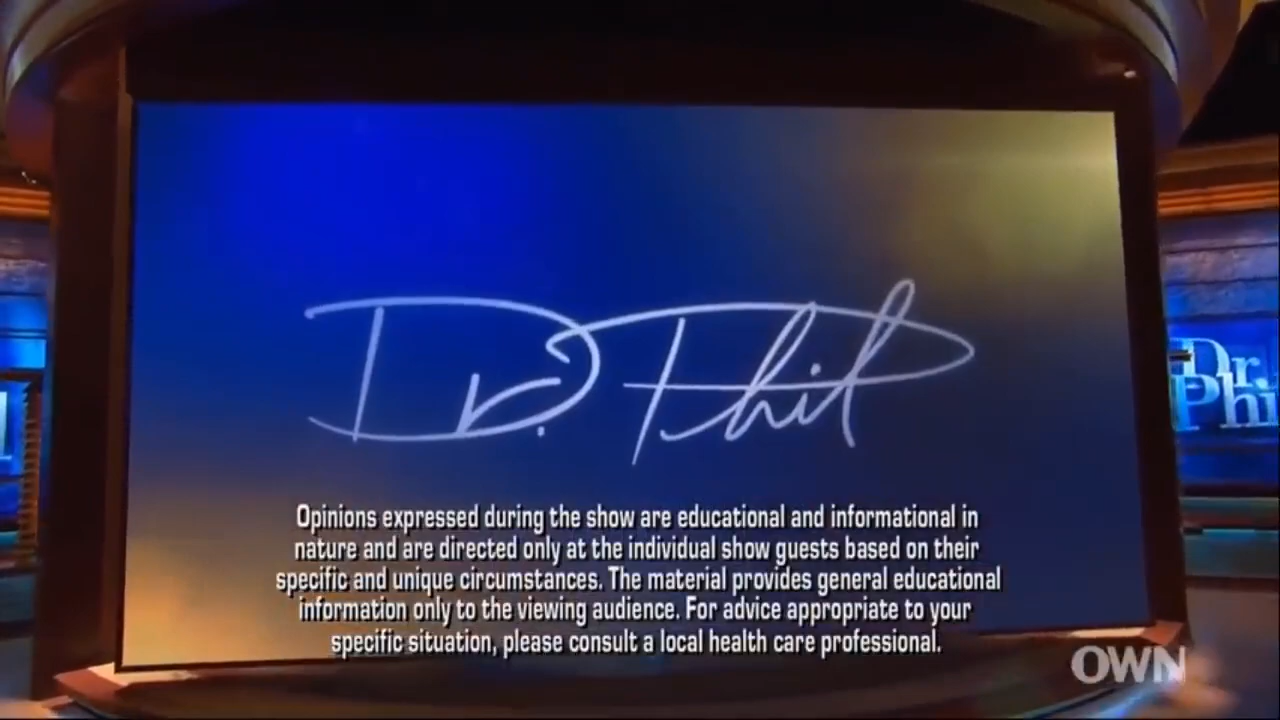 Dr. Phil
Dr.
Phi
Opinions expressed during the show are educational and informational in
nature and are directed only at the individual show guests based on their
specific and unique circumstances. The material provides general educational
information only to the viewing audience. For advice appropriate to your
specific situation, please consult a local health care professional.
OWN